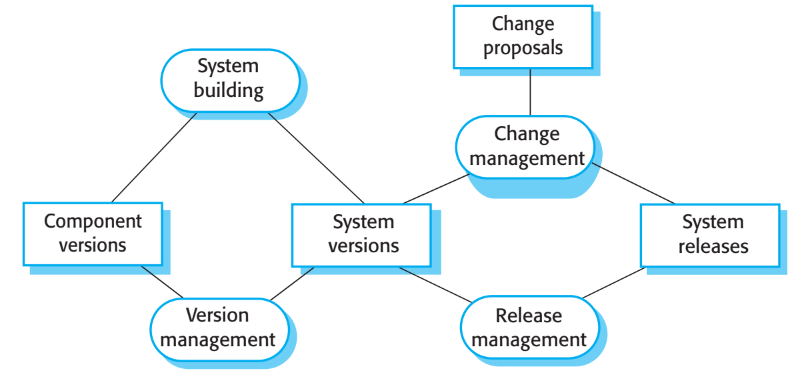 Change
proposals
System
building
Change
management
Component
versions
System
versions
System
releases
Version
management
Release
management